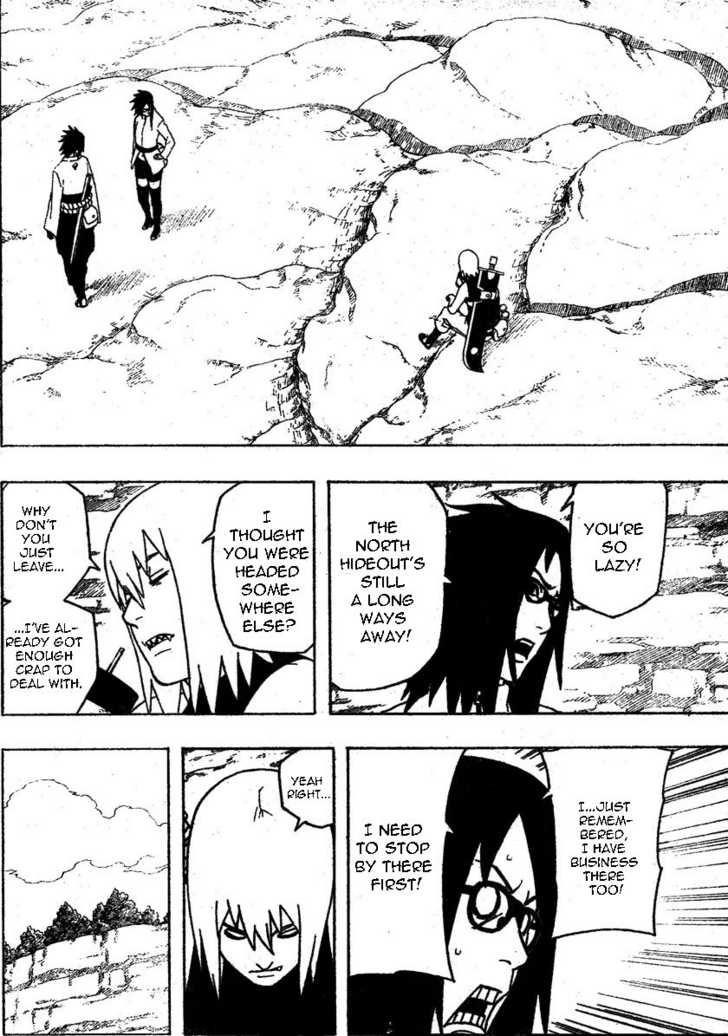 YOU'RE
SO
LAZY!
THE
NORTH
HIDEOUT'S
STILL
A LONG
WAYS
AWAY!
I
THOUGHT
YOU WERE
HEADED
SOME-
WHERE
ELSE?
WHY
DON'T
YOU
JUST
LEAVE...
...I'VE AL-
READY GOT
ENOUGH
CRAP TO
DEAL WITH.
I...JUST
REMEM-
BERED,
I HAVE
BUSINESS
THERE
TOO!
I NEED
TO STOP
BY THERE
FIRST!
YEAH
RIGHT...